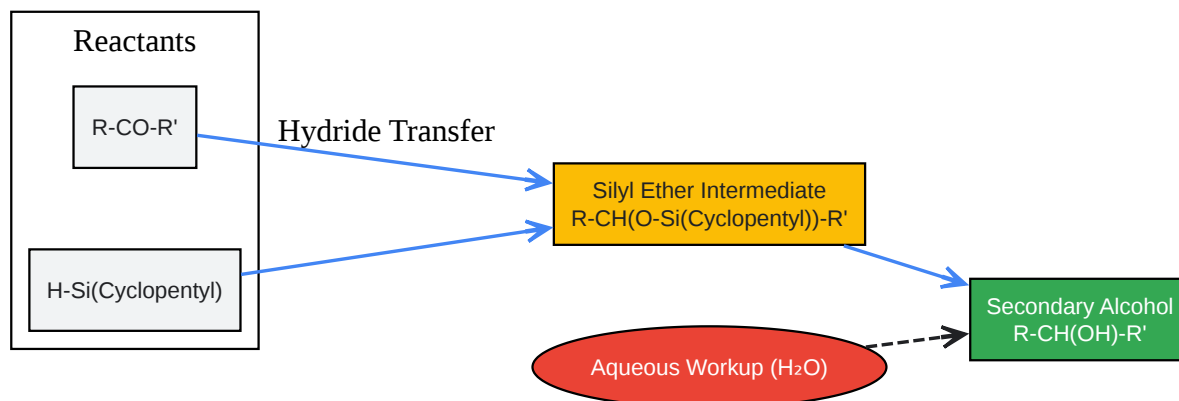 Reactants
R-CO-R'
Hydride Transfer
H-Si(Cyclopentyl)
Silyl Ether Intermediate
R-CH(O-Si(Cyclopentyl))-R'
Secondary Alcohol
R-CH(OH)-R'
Aqueous Workup (H₂O)